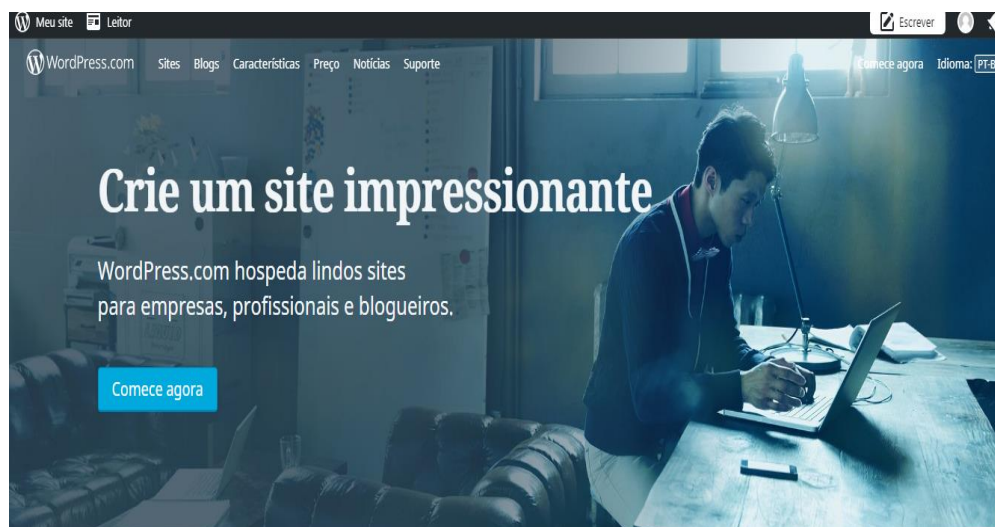 Meu site Leitor Escrever
WordPress.com Sites Blogs Características Preço Notícias Suporte Comece agora Idioma: PT-B
Crie um site impressionante
WordPress.com hospeda lindos sites
para empresas, profissionais e blogueiros.
Comece agora